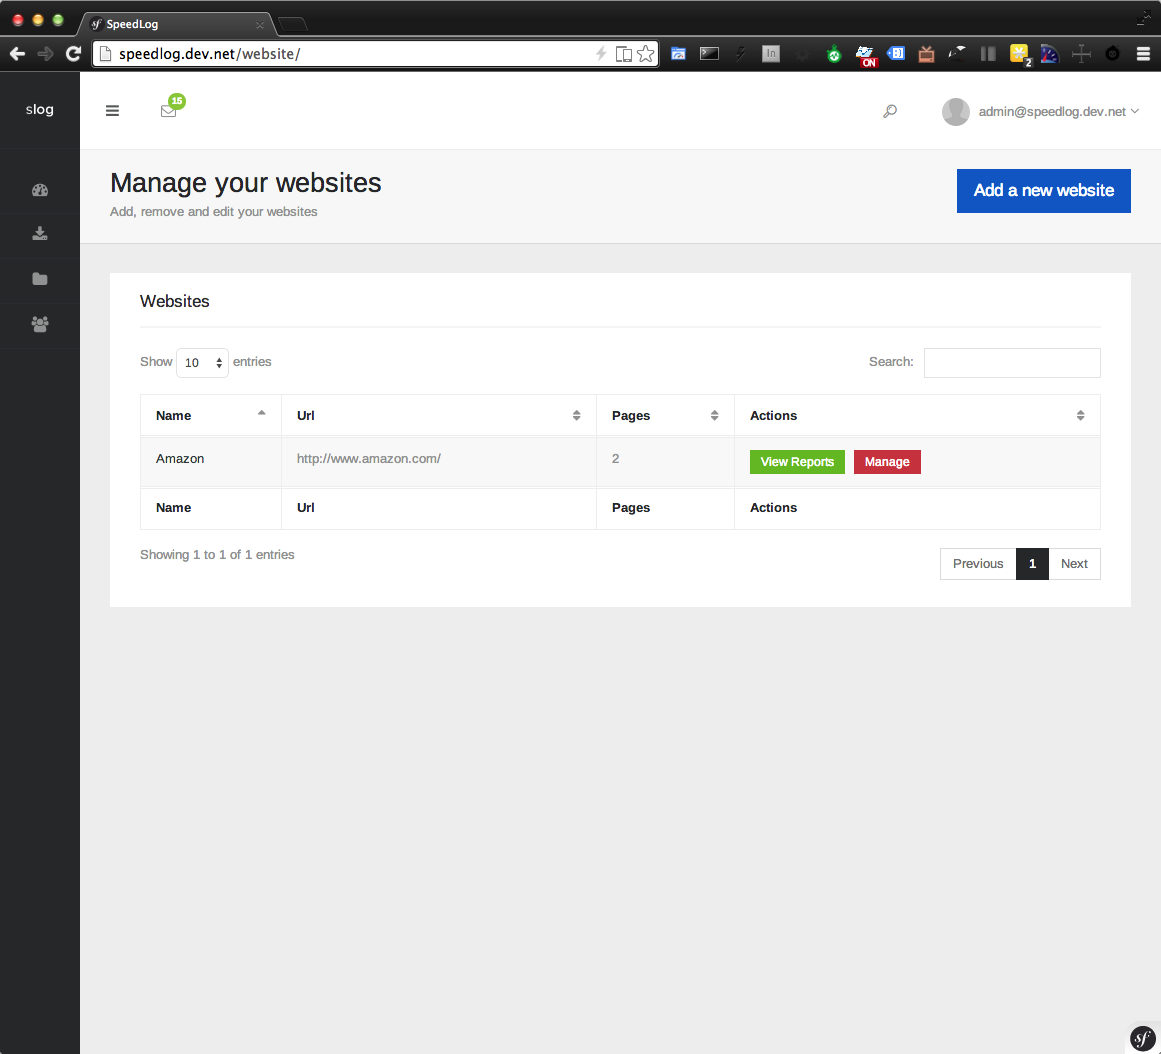 SpeedLog
speedlog.dev.net/website/
In
ON
2
slog
15
admin@speedlog.dev.net
Manage your websites
Add, remove and edit your websites
Add a new website
Websites
Show 10 entries
Search:
Name Url Pages Actions
Amazon http://www.amazon.com/ 2 View Reports Manage
Name Url Pages Actions
Showing 1 to 1 of 1 entries
Previous 1 Next
sf